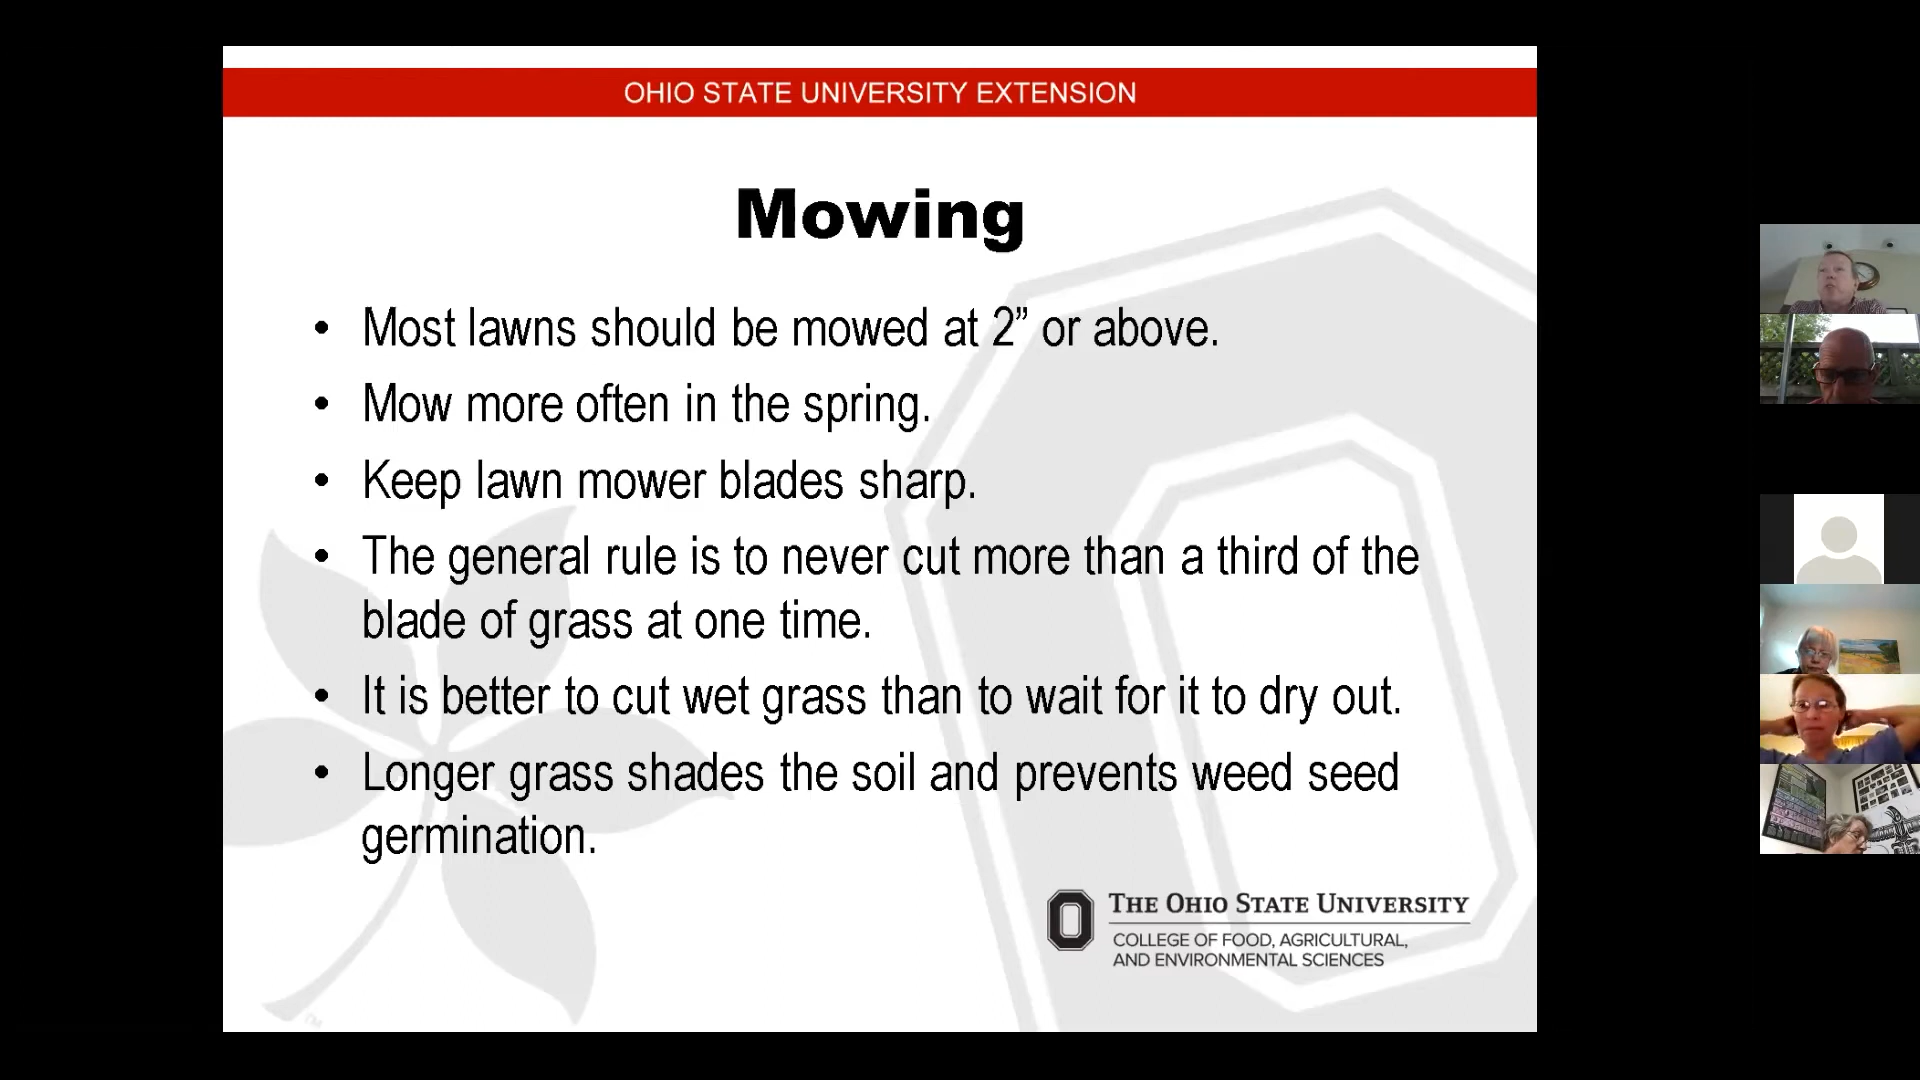 OHIO STATE UNIVERSITY EXTENSION
Mowing
• Most lawns should be mowed at 2” or above.
• Mow more often in the spring.
• Keep lawn mower blades sharp.
• The general rule is to never cut more than a third of the
blade of grass at one time.
• It is better to cut wet grass than to wait for it to dry out.
• Longer grass shades the soil and prevents weed seed
germination.
THE OHIO STATE UNIVERSITY
COLLEGE OF FOOD, AGRICULTURAL,
AND ENVIRONMENTAL SCIENCES
TM